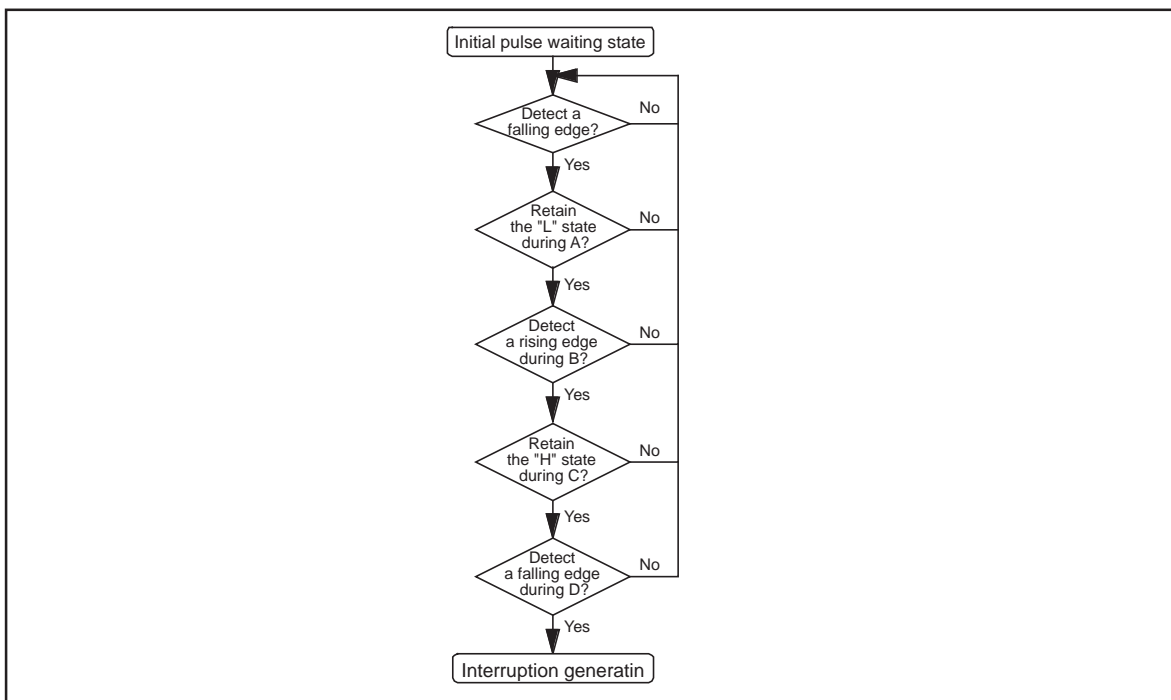 Initial pulse waiting state
Detect a
falling edge?
No
Yes
Retain
the "L" state
during A?
No
Yes
Detect
a rising edge
during B?
No
Yes
Retain
the "H" state
during C?
No
Yes
Detect
a falling edge
during D?
No
Yes
Interruption generatin